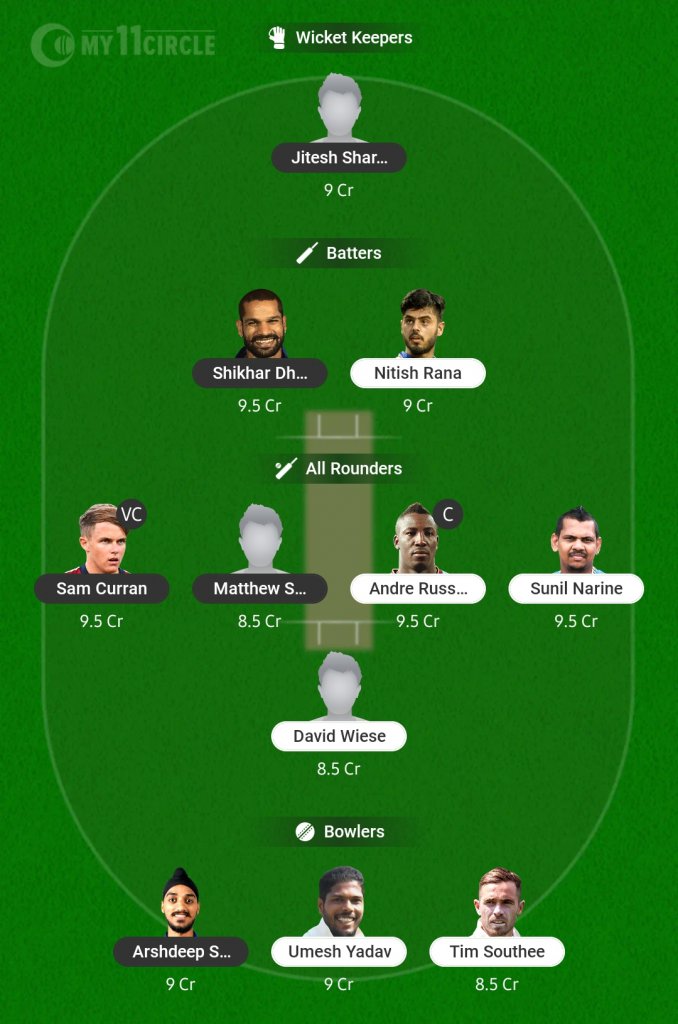 MY11CIRCLE
Wicket Keepers
Jitesh Shar...
9 Cr
Batters
Shikhar Dh...
Nitish Rana
9.5 Cr
9 Cr
All Rounders
VC
C
Sam Curran
Matthew S...
Andre Russ...
Sunil Narine
9.5 Cr
8.5 Cr
9.5 Cr
9.5 Cr
David Wiese
8.5 Cr
Bowlers
Arshdeep S...
Umesh Yadav
Tim Southee
9 Cr
9 Cr
8.5 Cr